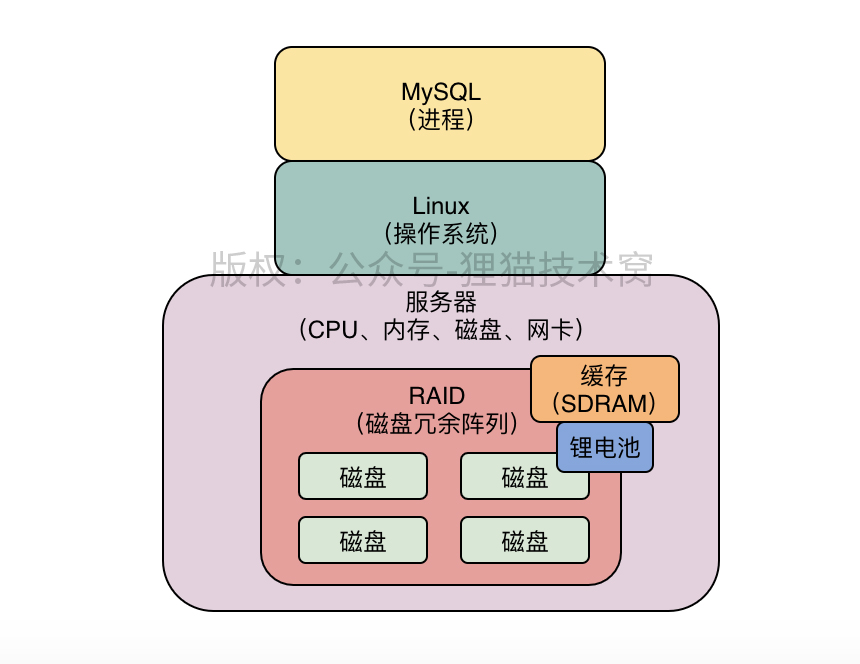 MySQL
（进程）
Linux
（操作系统）
版权：公众号-狸猫技术窝
服务器
（CPU、内存、磁盘、网卡）
缓存
（SDRAM）
RAID
（磁盘冗余阵列）
锂电池
磁盘
磁盘
磁盘
磁盘